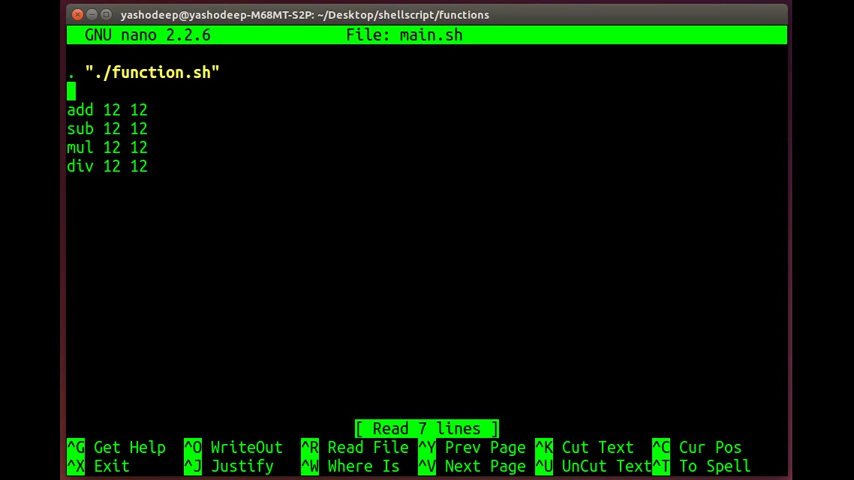 yashodeep@yashodeep-M68MT-S2P: ~/Desktop/shellscript/functions
GNU nano 2.2.6 File: main.sh
. "./function.sh"
add 12 12
sub 12 12
mul 12 12
div 12 12
[ Read 7 lines ]
^G Get Help ^O WriteOut ^R Read File ^Y Prev Page ^K Cut Text ^C Cur Pos
^X Exit ^J Justify ^W Where Is ^V Next Page ^U UnCut Text ^T To Spell